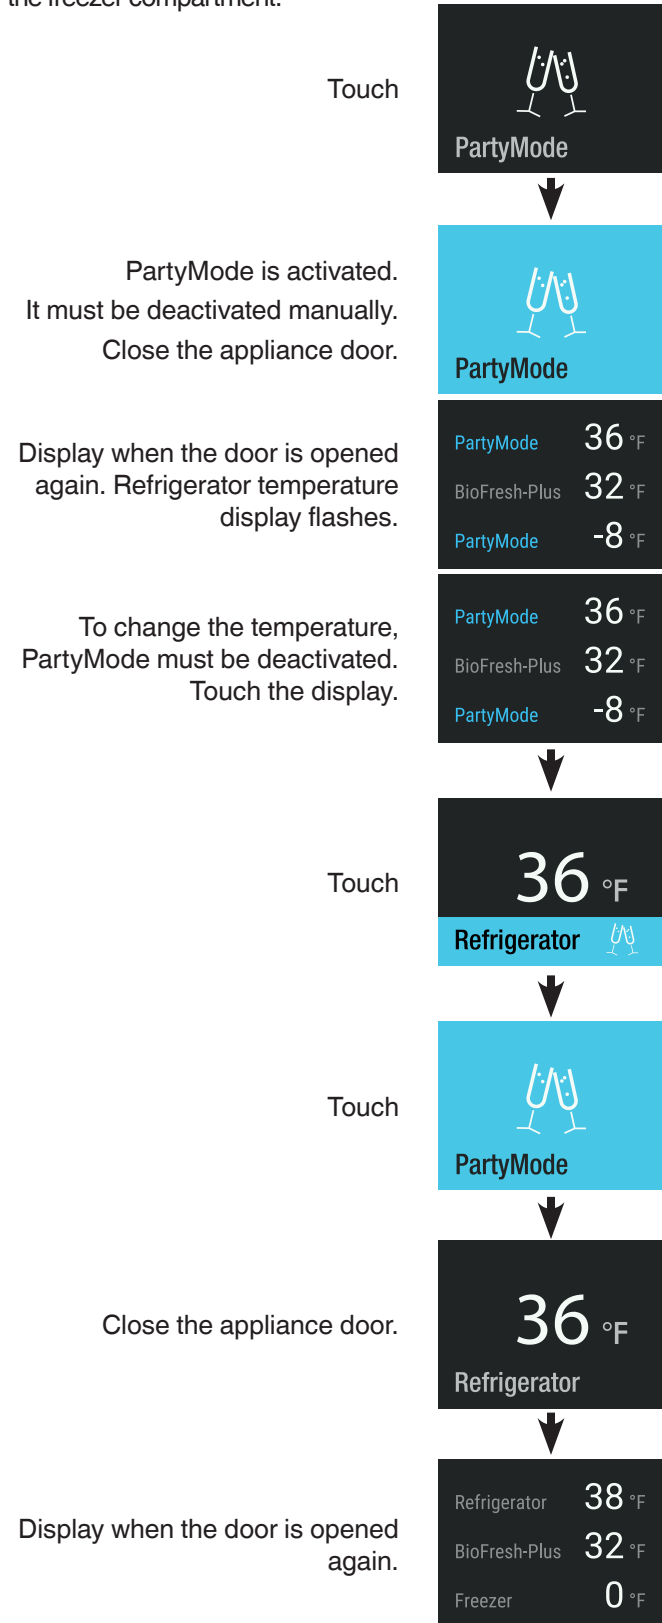 the freezer compartment.
Touch
PartyMode
PartyMode is activated.
It must be deactivated manually.
Close the appliance door.
PartyMode
Display when the door is opened
again. Refrigerator temperature
display flashes.
PartyMode 36 °F
BioFresh-Plus 32 °F
PartyMode -8 °F
To change the temperature,
PartyMode must be deactivated.
Touch the display.
PartyMode 36 °F
BioFresh-Plus 32 °F
PartyMode -8 °F
Touch
36 °F
Refrigerator
Touch
PartyMode
Close the appliance door.
36 °F
Refrigerator
Display when the door is opened
again.
Refrigerator 38 °F
BioFresh-Plus 32 °F
Freezer 0 °F